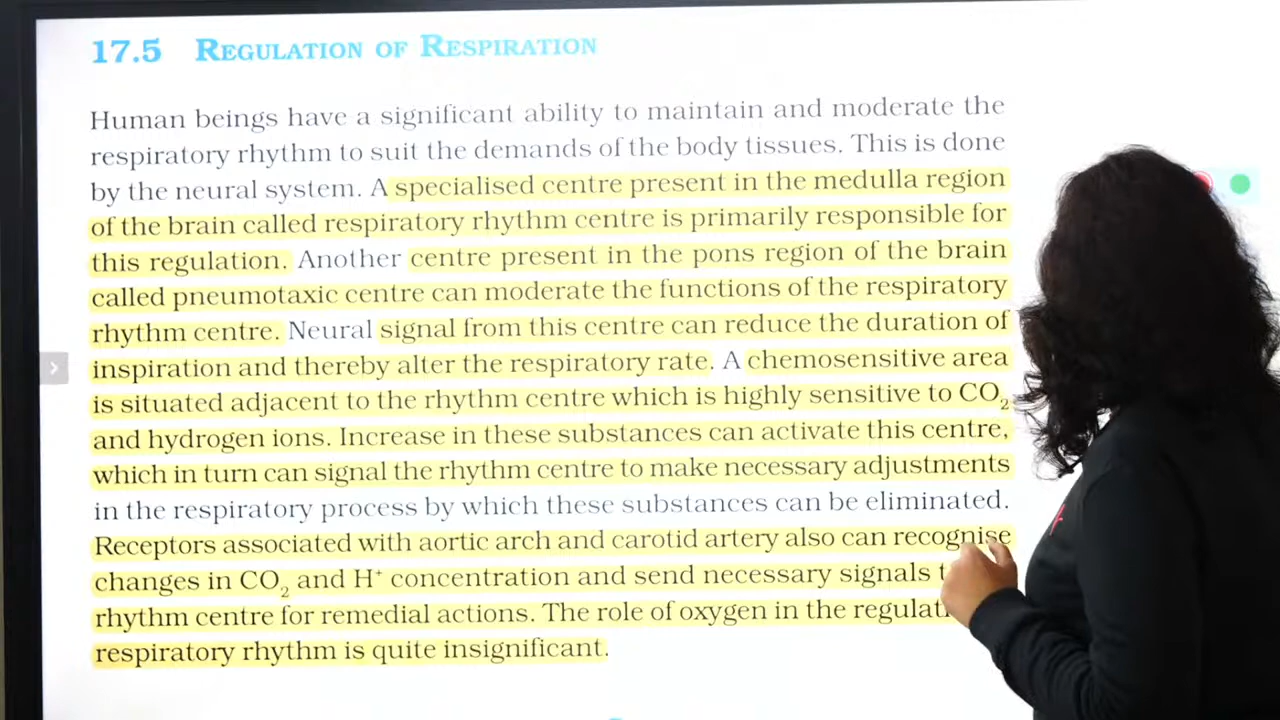 17.5 REGULATION OF RESPIRATION
Human beings have a significant ability to maintain and moderate the
respiratory rhythm to suit the demands of the body tissues. This is done
by the neural system. A specialised centre present in the medulla region
of the brain called respiratory rhythm centre is primarily responsible for
this regulation. Another centre present in the pons region of the brain
called pneumotaxic centre can moderate the functions of the respiratory
rhythm centre. Neural signal from this centre can reduce the duration of
inspiration and thereby alter the respiratory rate. A chemosensitive area
is situated adjacent to the rhythm centre which is highly sensitive to CO₂
and hydrogen ions. Increase in these substances can activate this centre,
which in turn can signal the rhythm centre to make necessary adjustments
in the respiratory process by which these substances can be eliminated.
Receptors associated with aortic arch and carotid artery also can recognise
changes in CO₂ and H⁺ concentration and send necessary signals
rhythm centre for remedial actions. The role of oxygen in the
respiratory rhythm is quite insignificant.